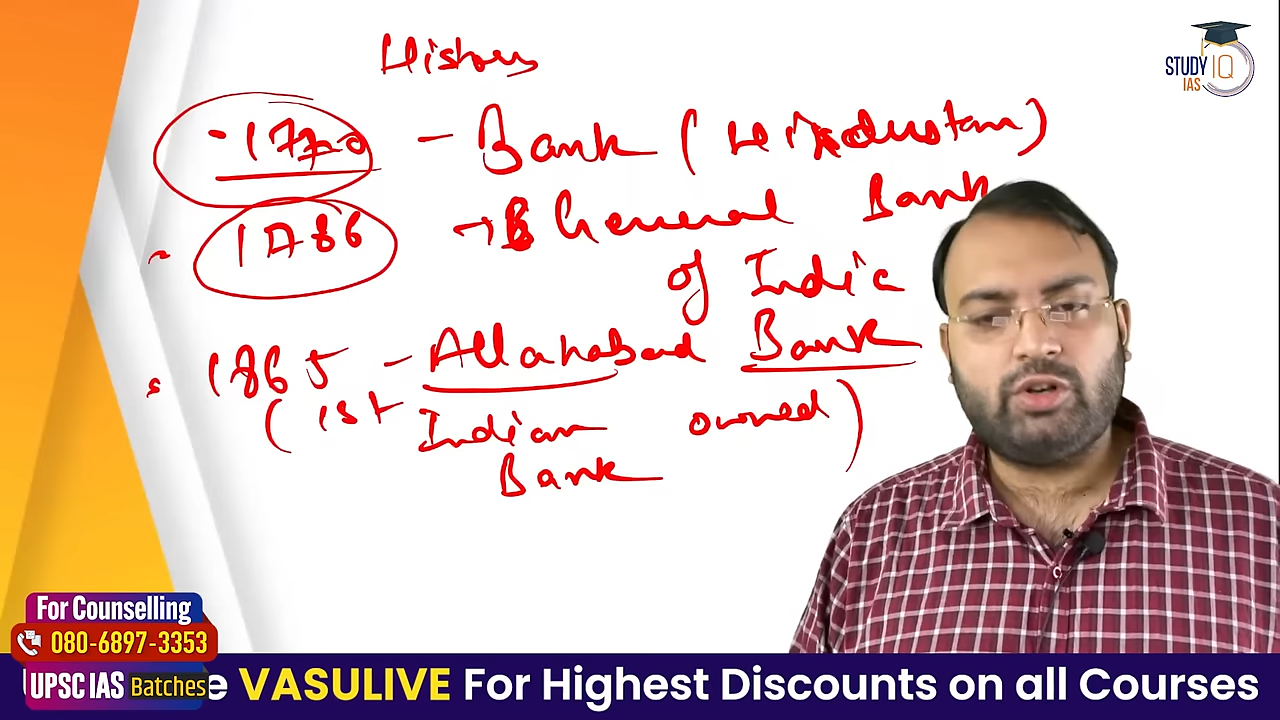 History
STUDY IQ
IAS
1770 - Bank (Hindustan)
1786 → General Bank
of India
1865 - Allahabad Bank
(1st Indian owned)
Bank
For Counselling
080-6897-3353
UPSC IAS Batches
e VASULIVE For Highest Discounts on all Courses